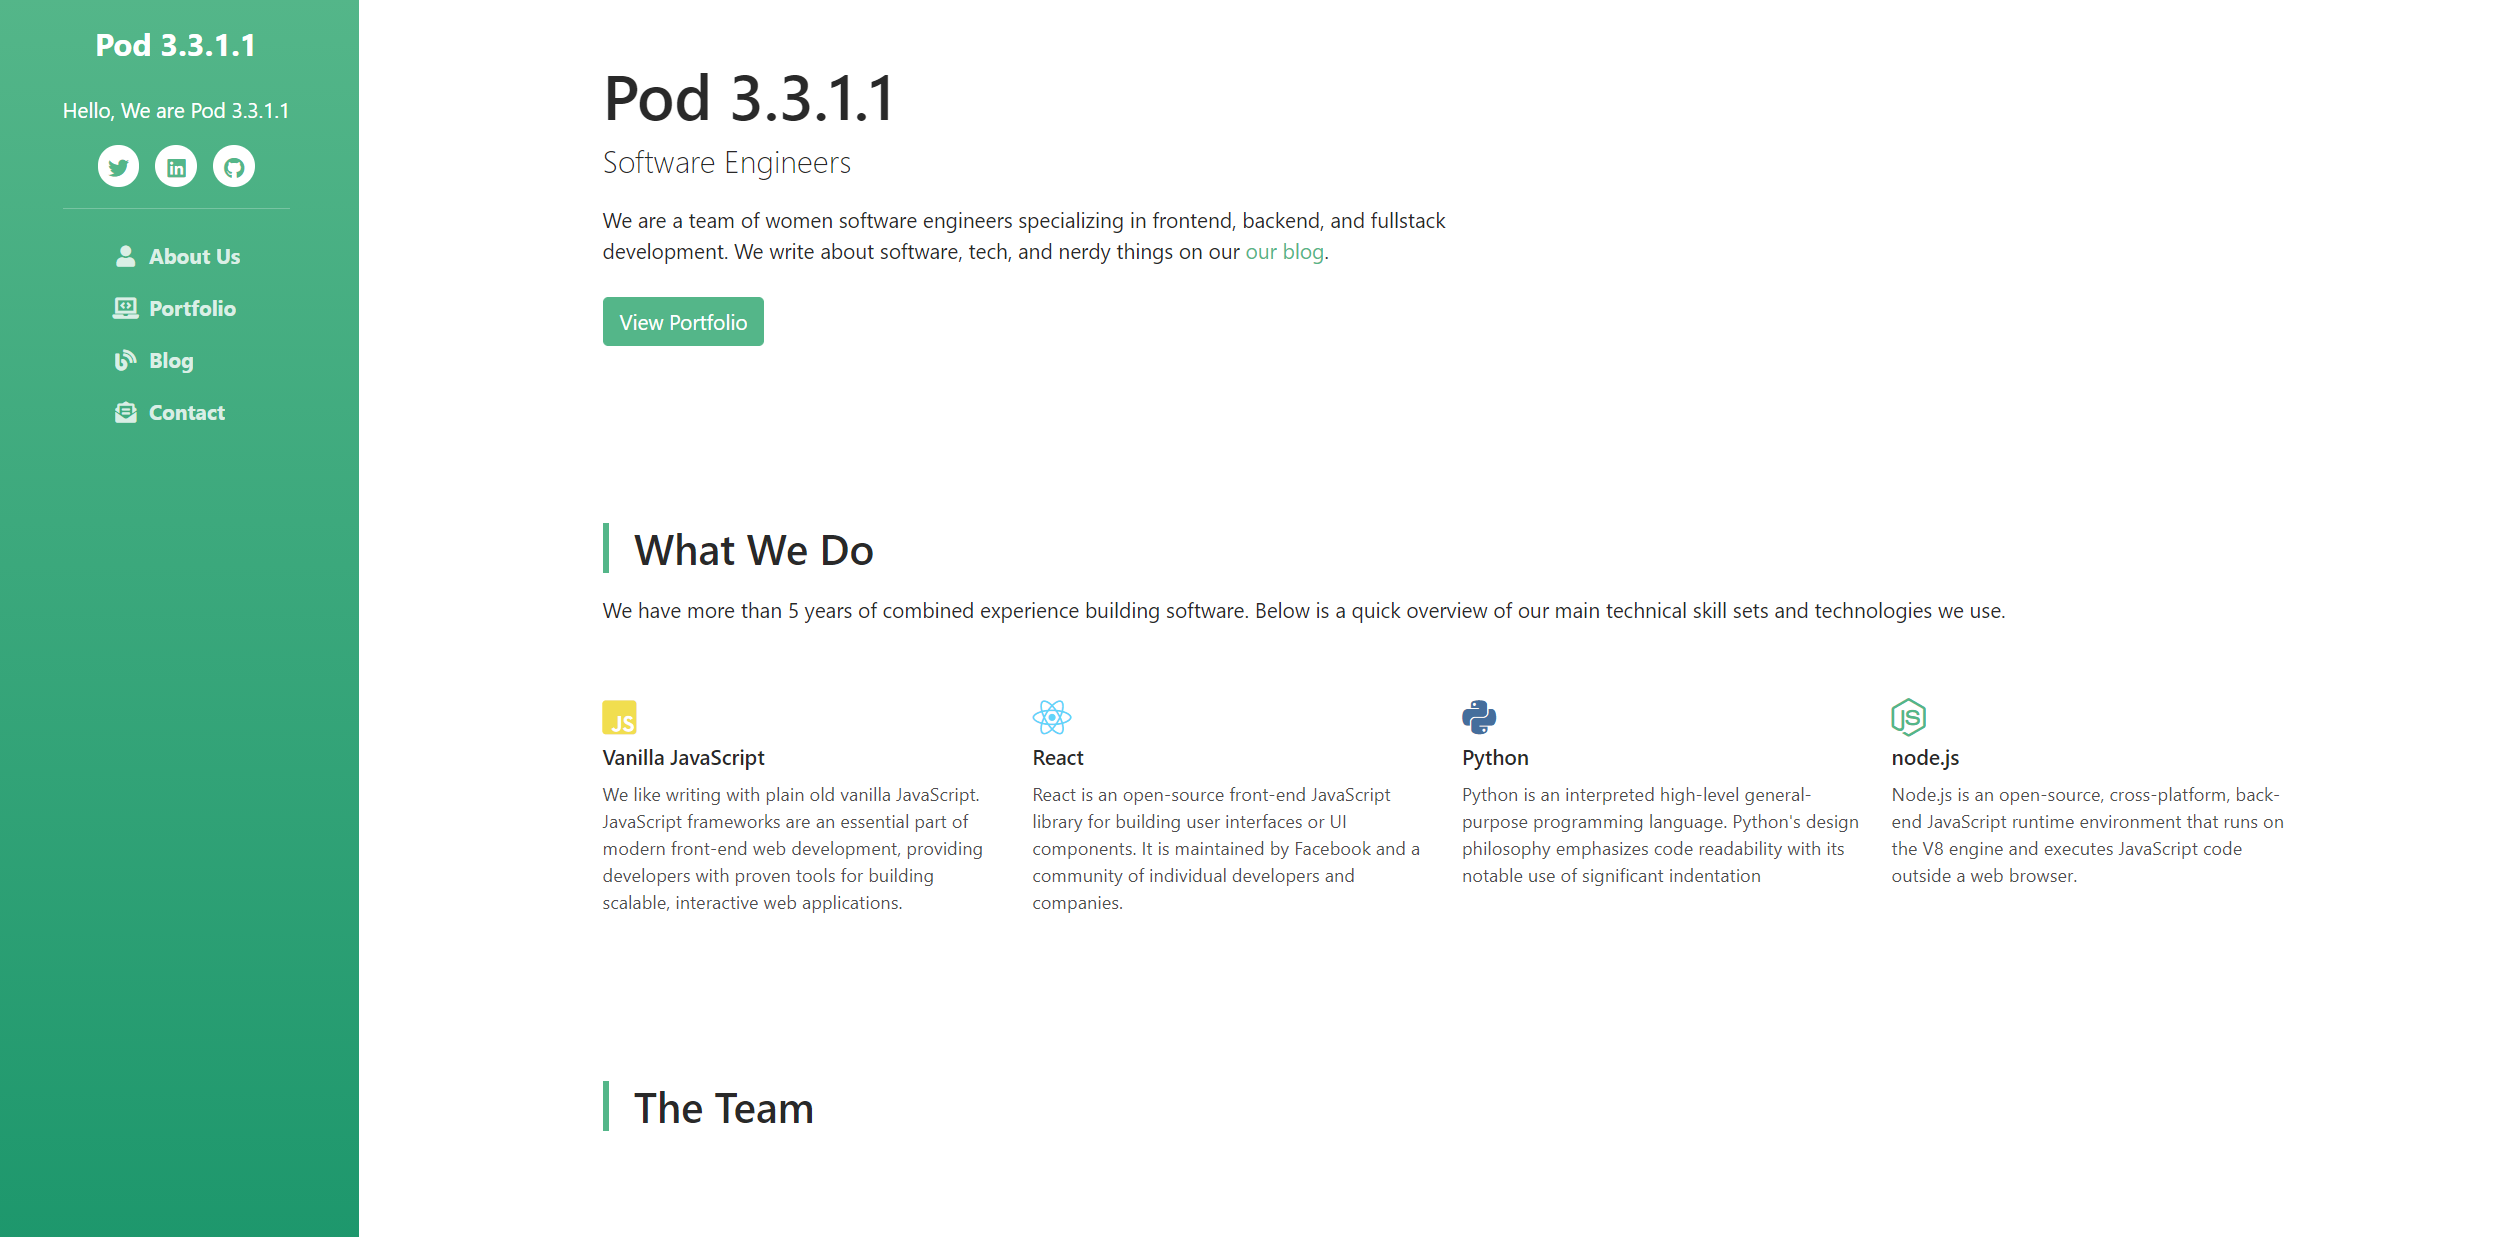 Pod 3.3.1.1
Hello, We are Pod 3.3.1.1
About Us
Portfolio
Blog
Contact
Pod 3.3.1.1
Software Engineers
We are a team of women software engineers specializing in frontend, backend, and fullstack
development. We write about software, tech, and nerdy things on our our blog.
View Portfolio
What We Do
We have more than 5 years of combined experience building software. Below is a quick overview of our main technical skill sets and technologies we use.
JS
Vanilla JavaScript
We like writing with plain old vanilla JavaScript.
JavaScript frameworks are an essential part of
modern front-end web development, providing
developers with proven tools for building
scalable, interactive web applications.
React
React is an open-source front-end JavaScript
library for building user interfaces or UI
components. It is maintained by Facebook and a
community of individual developers and
companies.
Python
Python is an interpreted high-level general-
purpose programming language. Python's design
philosophy emphasizes code readability with its
notable use of significant indentation
JS
node.js
Node.js is an open-source, cross-platform, back-
end JavaScript runtime environment that runs on
the V8 engine and executes JavaScript code
outside a web browser.
The Team